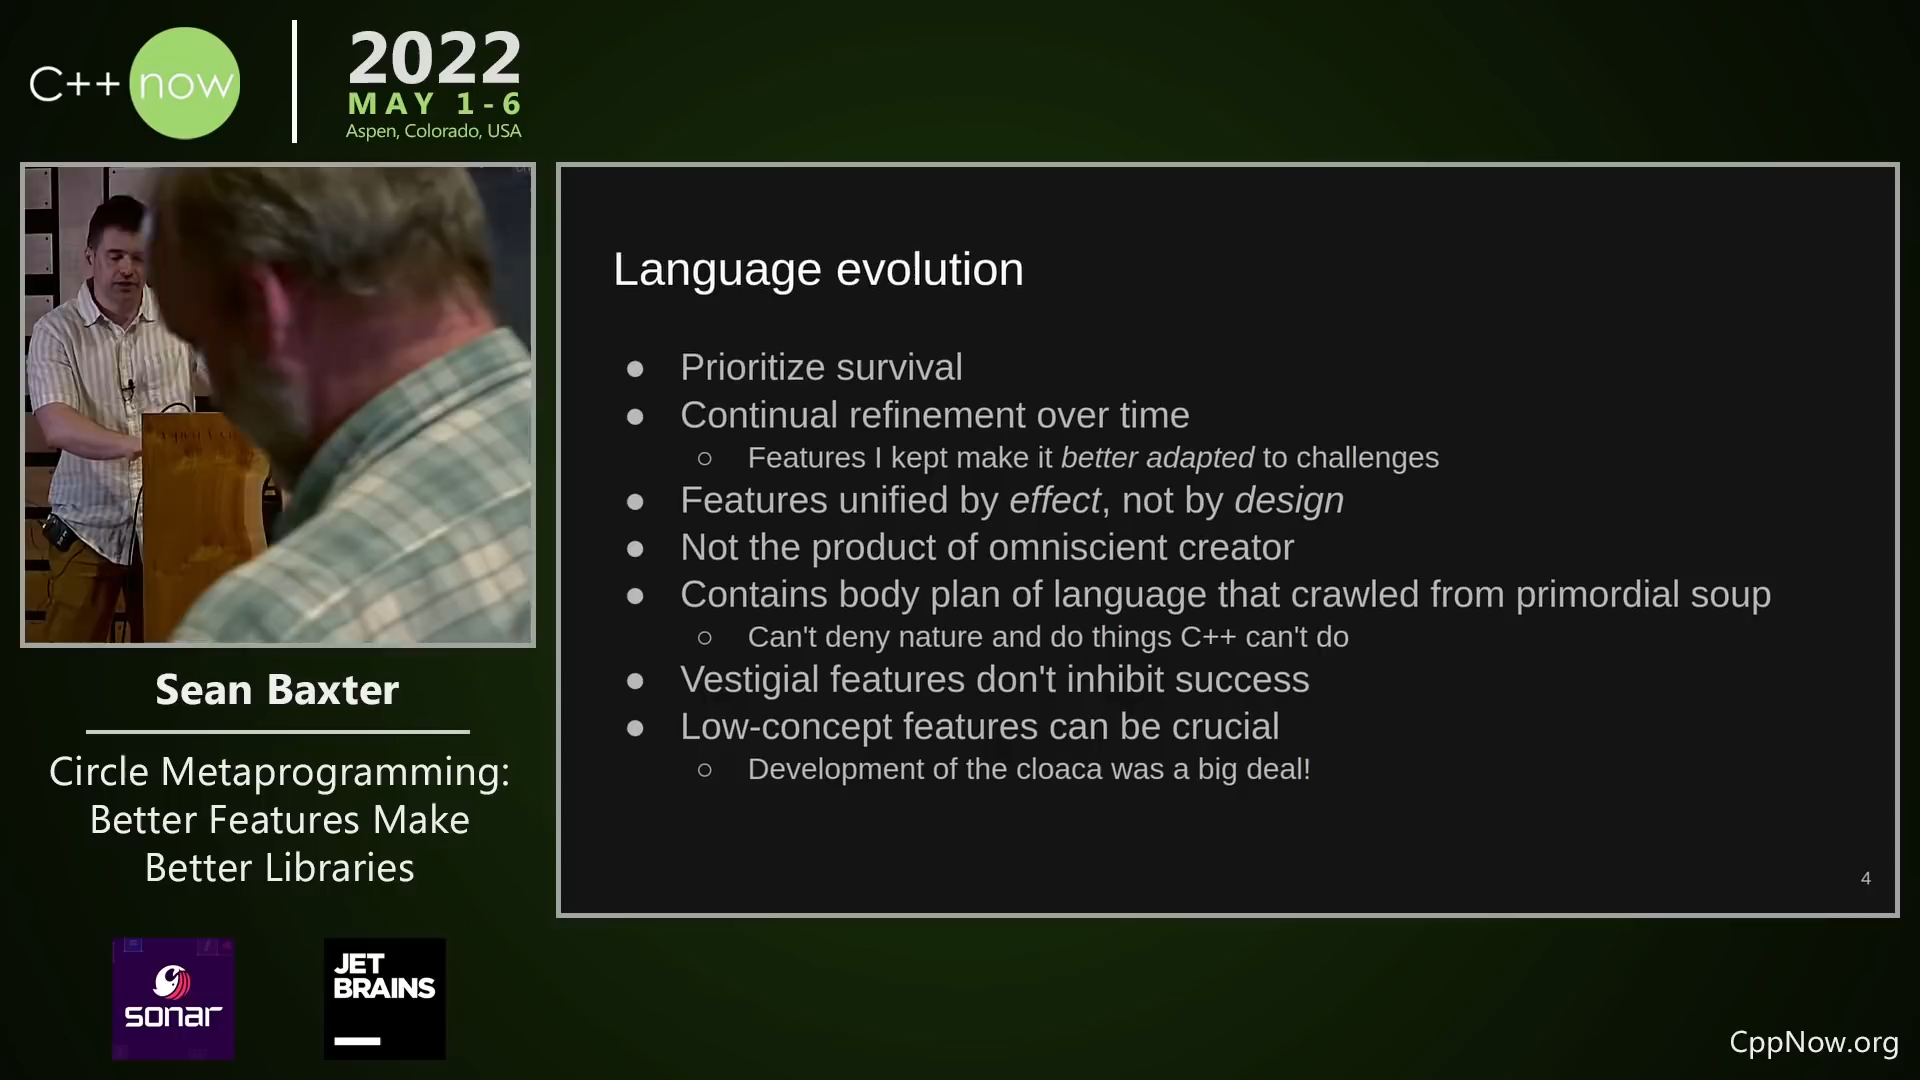 C++ now
2022
MAY 1-6
Aspen, Colorado, USA
Language evolution
● Prioritize survival
● Continual refinement over time
○ Features I kept make it better adapted to challenges
● Features unified by effect, not by design
● Not the product of omniscient creator
● Contains body plan of language that crawled from primordial soup
○ Can't deny nature and do things C++ can't do
● Vestigial features don't inhibit success
● Low-concept features can be crucial
○ Development of the cloaca was a big deal!
4
Sean Baxter
Circle Metaprogramming:
Better Features Make
Better Libraries
sonar
JET
BRAINS
CppNow.org